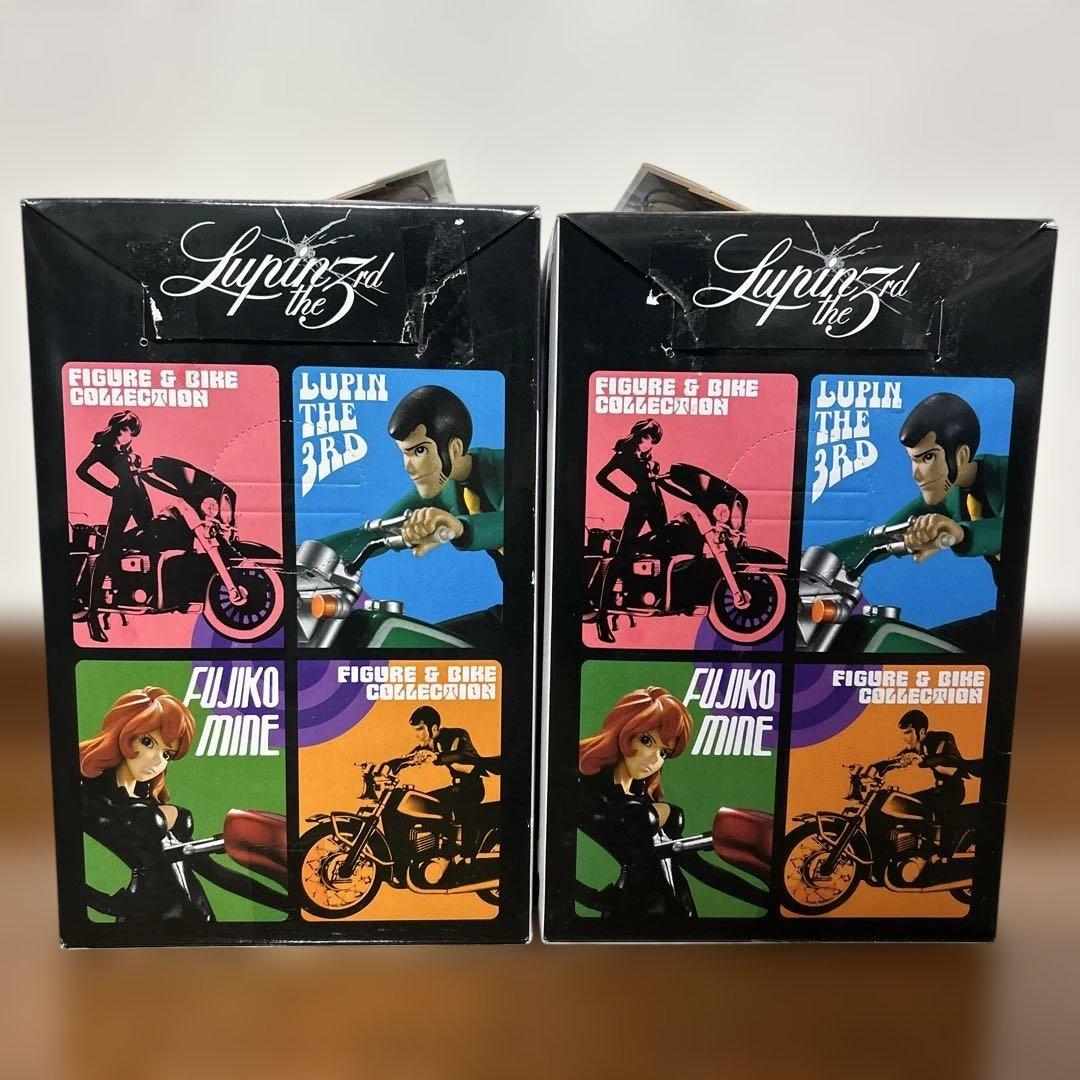 Lupin
the 3rd
FIGURE & BIKE
COLLECTION
LUPIN
THE
3RD
FUJIKO
MINE
FIGURE & BIKE
COLLECTION
Lupin
the 3rd
FIGURE & BIKE
COLLECTION
LUPIN
THE
3RD
FUJIKO
MINE
FIGURE & BIKE
COLLECTION